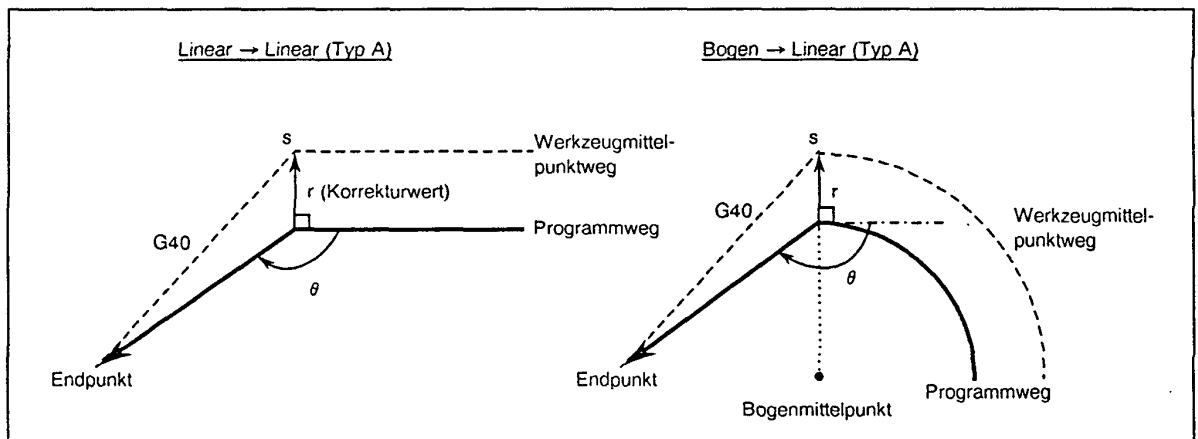 Linear → Linear (Typ A)
s
Werkzeugmittel-
punktweg
r (Korrekturwert)
G40
Programmweg
θ
Endpunkt
Bogen → Linear (Typ A)
s
r
G40
Werkzeugmittel-
punktweg
θ
Endpunkt
Programmweg
Bogenmittelpunkt